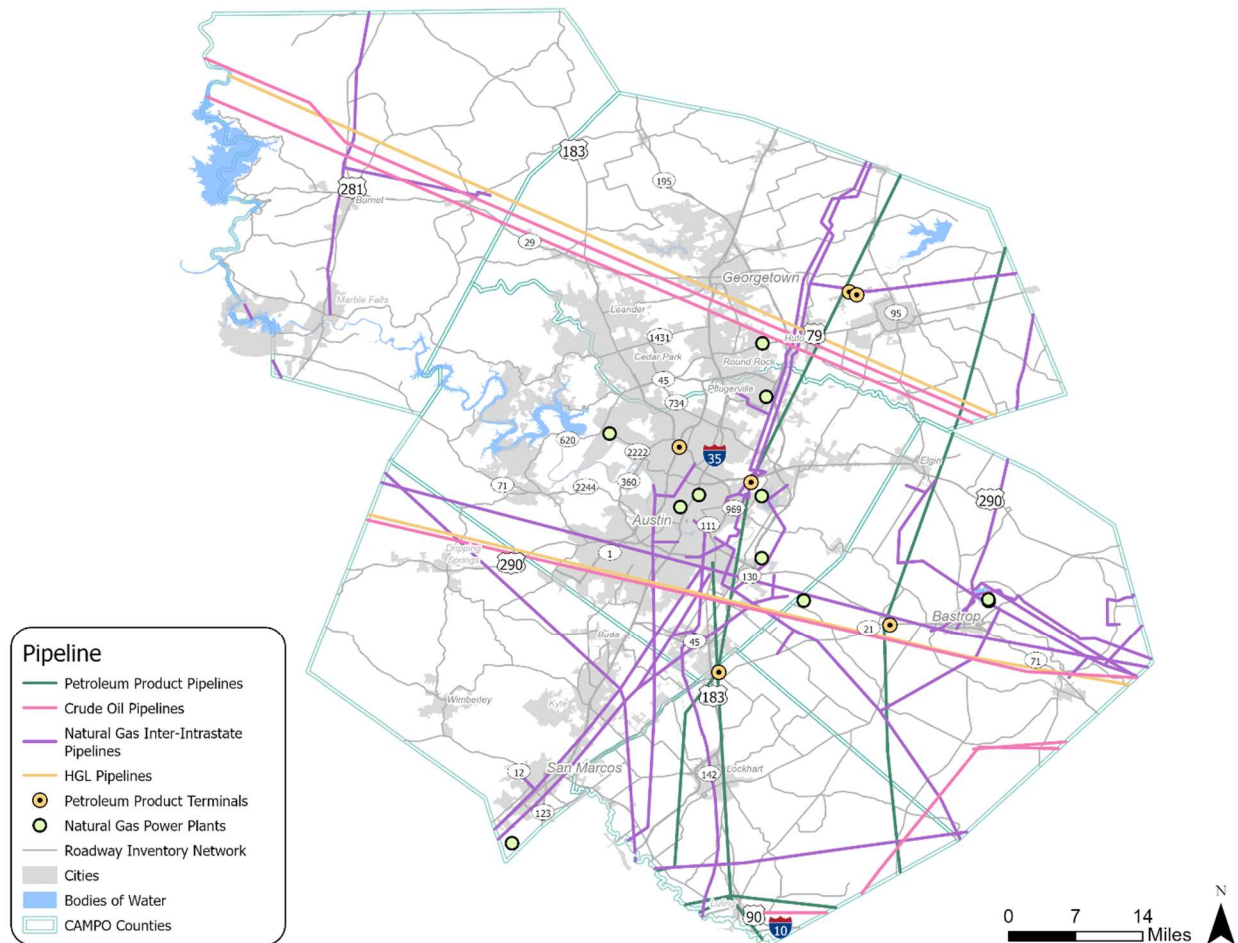 183
195
281
Burnet
29
Georgetown
Marble Falls
Leander
95
79
Hutto
1431
Cedar Park
Round Rock
45
Pflugerville
734
620
2222
35
Elgin
71
2244
360
969
290
Austin
111
Dripping
Springs
290
1
130
21
Bastrop
Buda
45
71
Wimberley
Kyle
183
San Marcos
12
142
Lockhart
123
Luling
90
10
Pipeline
Petroleum Product Pipelines
Crude Oil Pipelines
Natural Gas Inter-Intrastate
Pipelines
HGL Pipelines
Petroleum Product Terminals
Natural Gas Power Plants
Roadway Inventory Network
Cities
Bodies of Water
CAMPO Counties
0 7 14
Miles
N